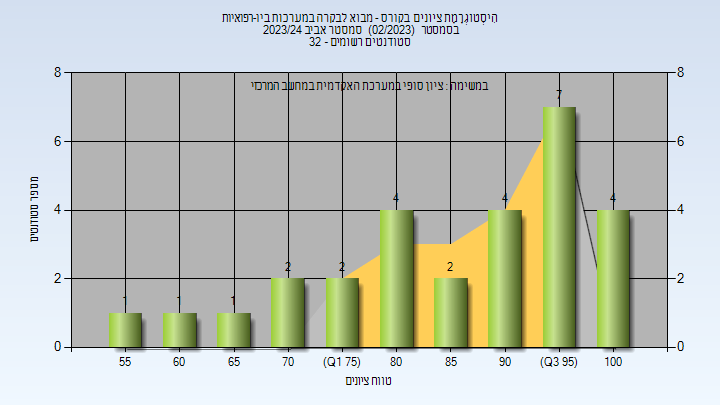 היסטוגרמת ציונים בקורס - מבוא לבקרה במערכות ביו-רפואיות
בסמסטר (02/2023) סמסטר אביב 2023/24
סטודנטים רשומים - 32
במשימה : ציון סופי במערכת האקדמית במחשב המרכזי
8 8
6 6
4 4
2 2
0 0
מספר סטודנטים
1 1 1 2 2 4 2 4 7 4
55 60 65 70 (Q1 75) 80 85 90 (Q3 95) 100
טווח ציונים